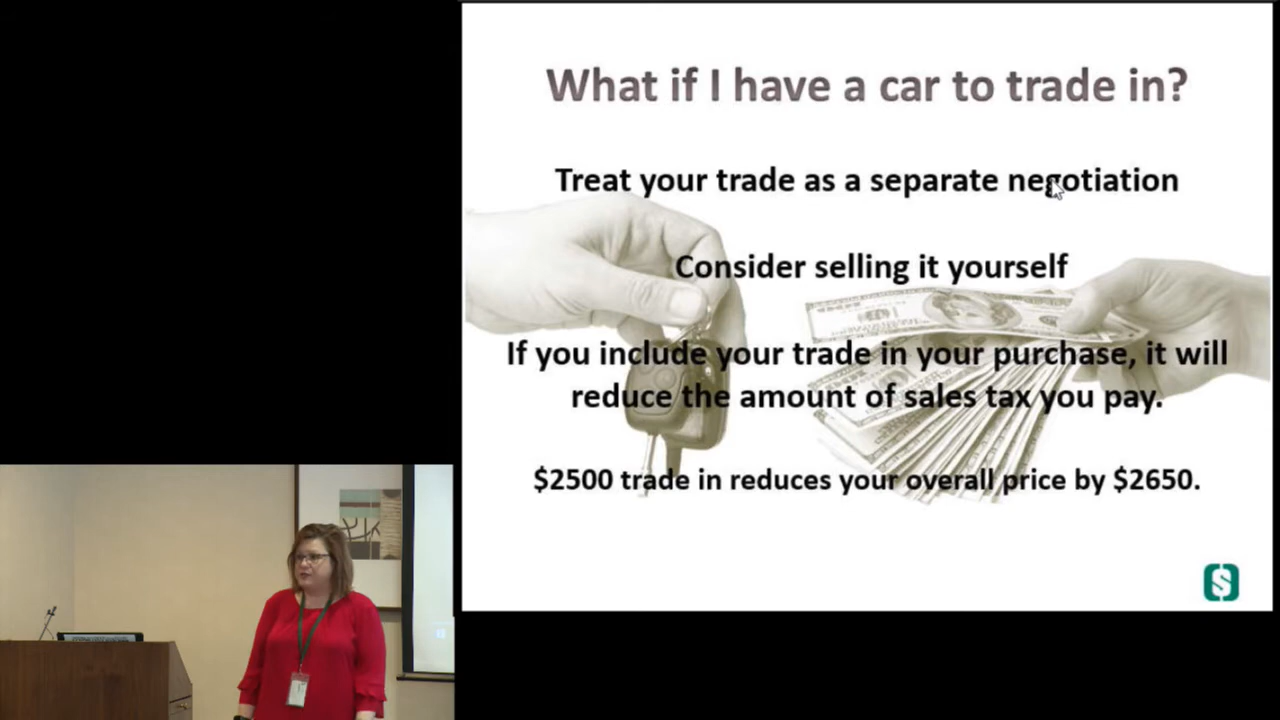 What if I have a car to trade in?
Treat your trade as a separate negotiation
Consider selling it yourself
If you include your trade in your purchase, it will
reduce the amount of sales tax you pay.
$2500 trade in reduces your overall price by $2650.
$